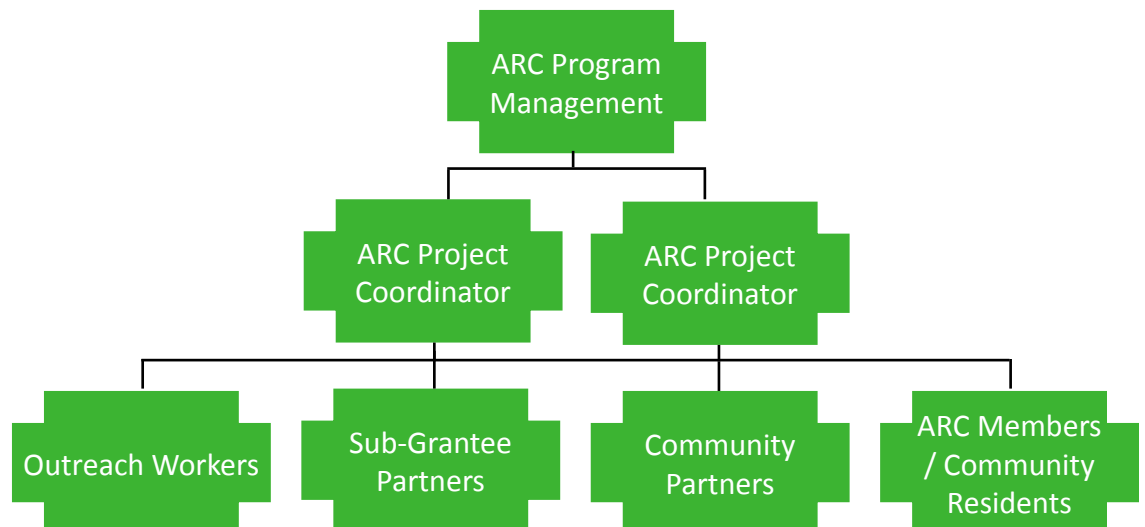 ARC Program
Management
ARC Project
Coordinator
ARC Project
Coordinator
Outreach Workers
Sub-Grantee
Partners
Community
Partners
ARC Members
/ Community
Residents